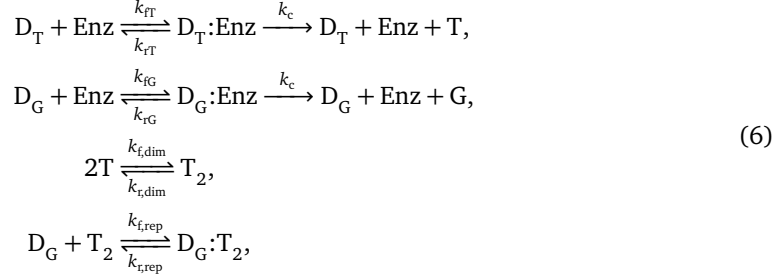 D_T + Enz ⇌ (k_fT / k_rT) D_T:Enz → (k_c) D_T + Enz + T,
D_G + Enz ⇌ (k_fG / k_rG) D_G:Enz → (k_c) D_G + Enz + G,
(6)
2T ⇌ (k_f,dim / k_r,dim) T_2,
D_G + T_2 ⇌ (k_f,rep / k_r,rep) D_G:T_2,